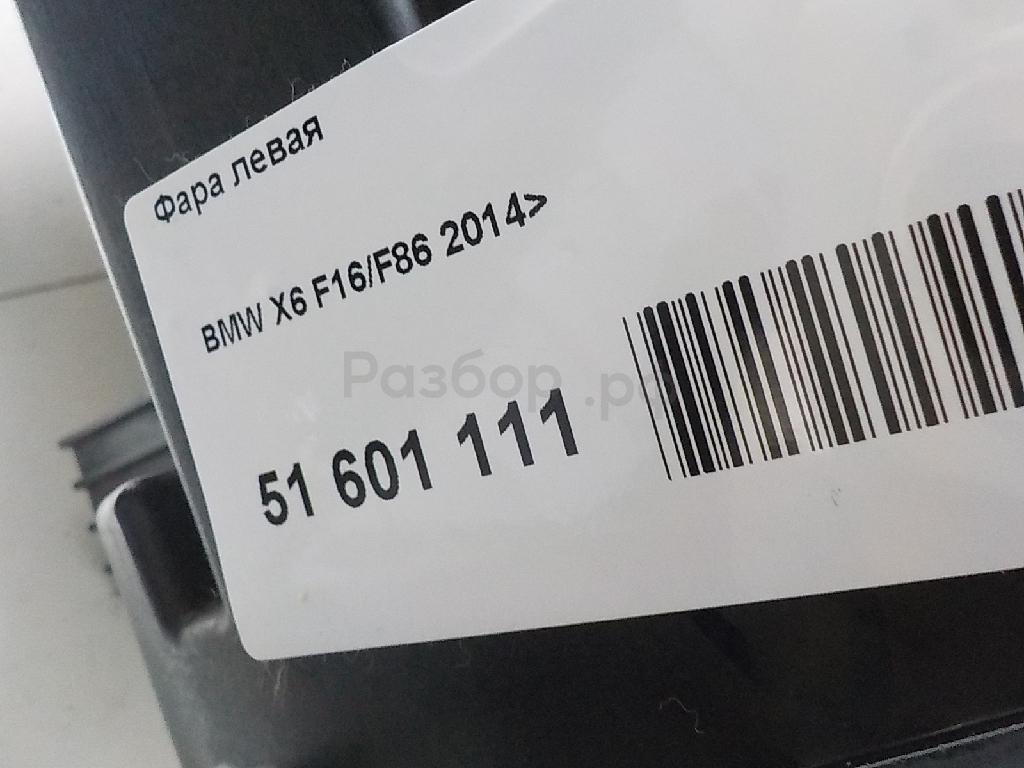 Фара левая
BMW X6 F16/F86 2014>
Разбор.ру
51 601 111